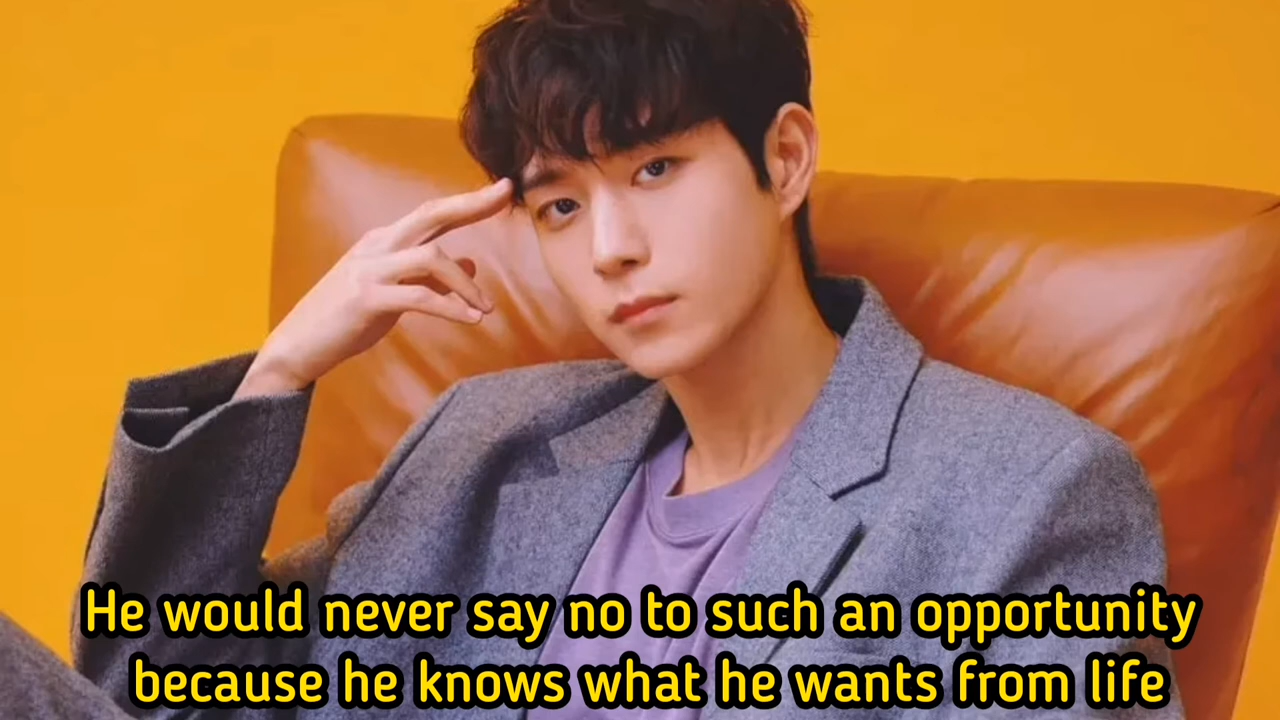 He would never say no to such an opportunity
because he knows what he wants from life